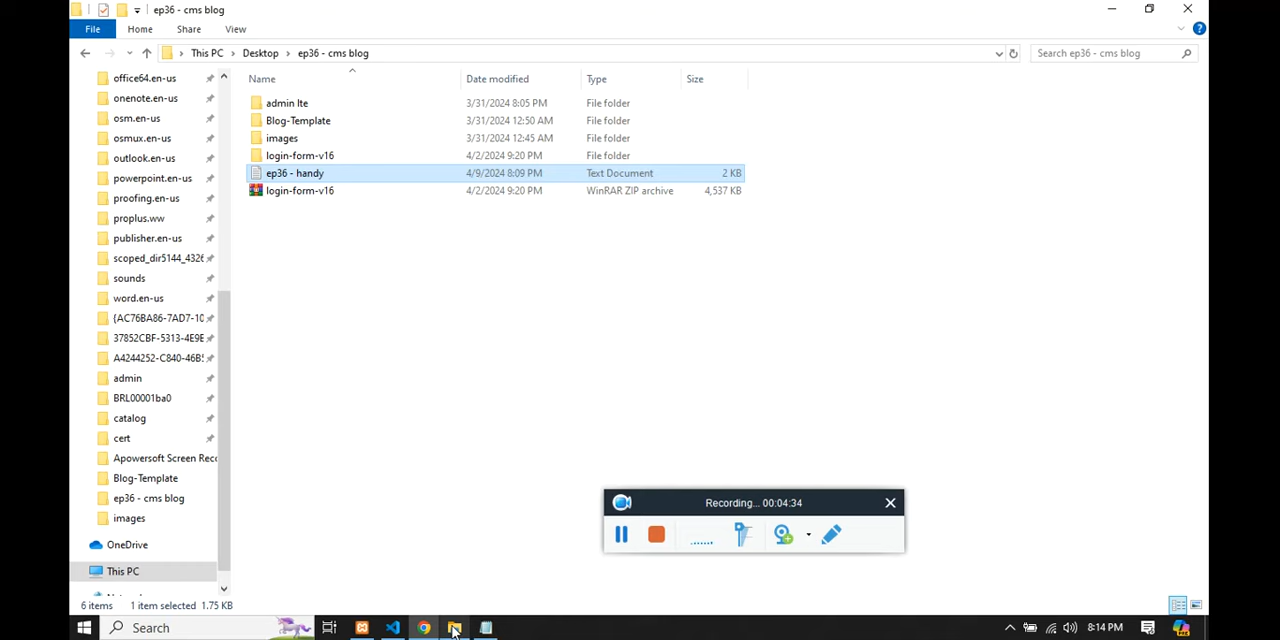 ep36 - cms blog
File Home Share View
This PC Desktop ep36 - cms blog Search ep36 - cms blog
Name Date modified Type Size
office64.en-us
onenote.en-us
osm.en-us
osmux.en-us
outlook.en-us
powerpoint.en-us
proofing.en-us
proplus.ww
publisher.en-us
scoped_dir5144_4326
sounds
word.en-us
{AC76BA86-7AD7-10
37852CBF-5313-4E9E
A4244252-C840-46B5
admin
BRL00001ba0
catalog
cert
Apowersoft Screen Reco
Blog-Template
ep36 - cms blog
images
OneDrive
This PC
admin lte 3/31/2024 8:05 PM File folder
Blog-Template 3/31/2024 12:50 AM File folder
images 3/31/2024 12:45 AM File folder
login-form-v16 4/2/2024 9:20 PM File folder
ep36 - handy 4/9/2024 8:09 PM Text Document 2 KB
login-form-v16 4/2/2024 9:20 PM WinRAR ZIP archive 4,537 KB
Recording... 00:04:34
6 items 1 item selected 1.75 KB
Search 8:14 PM